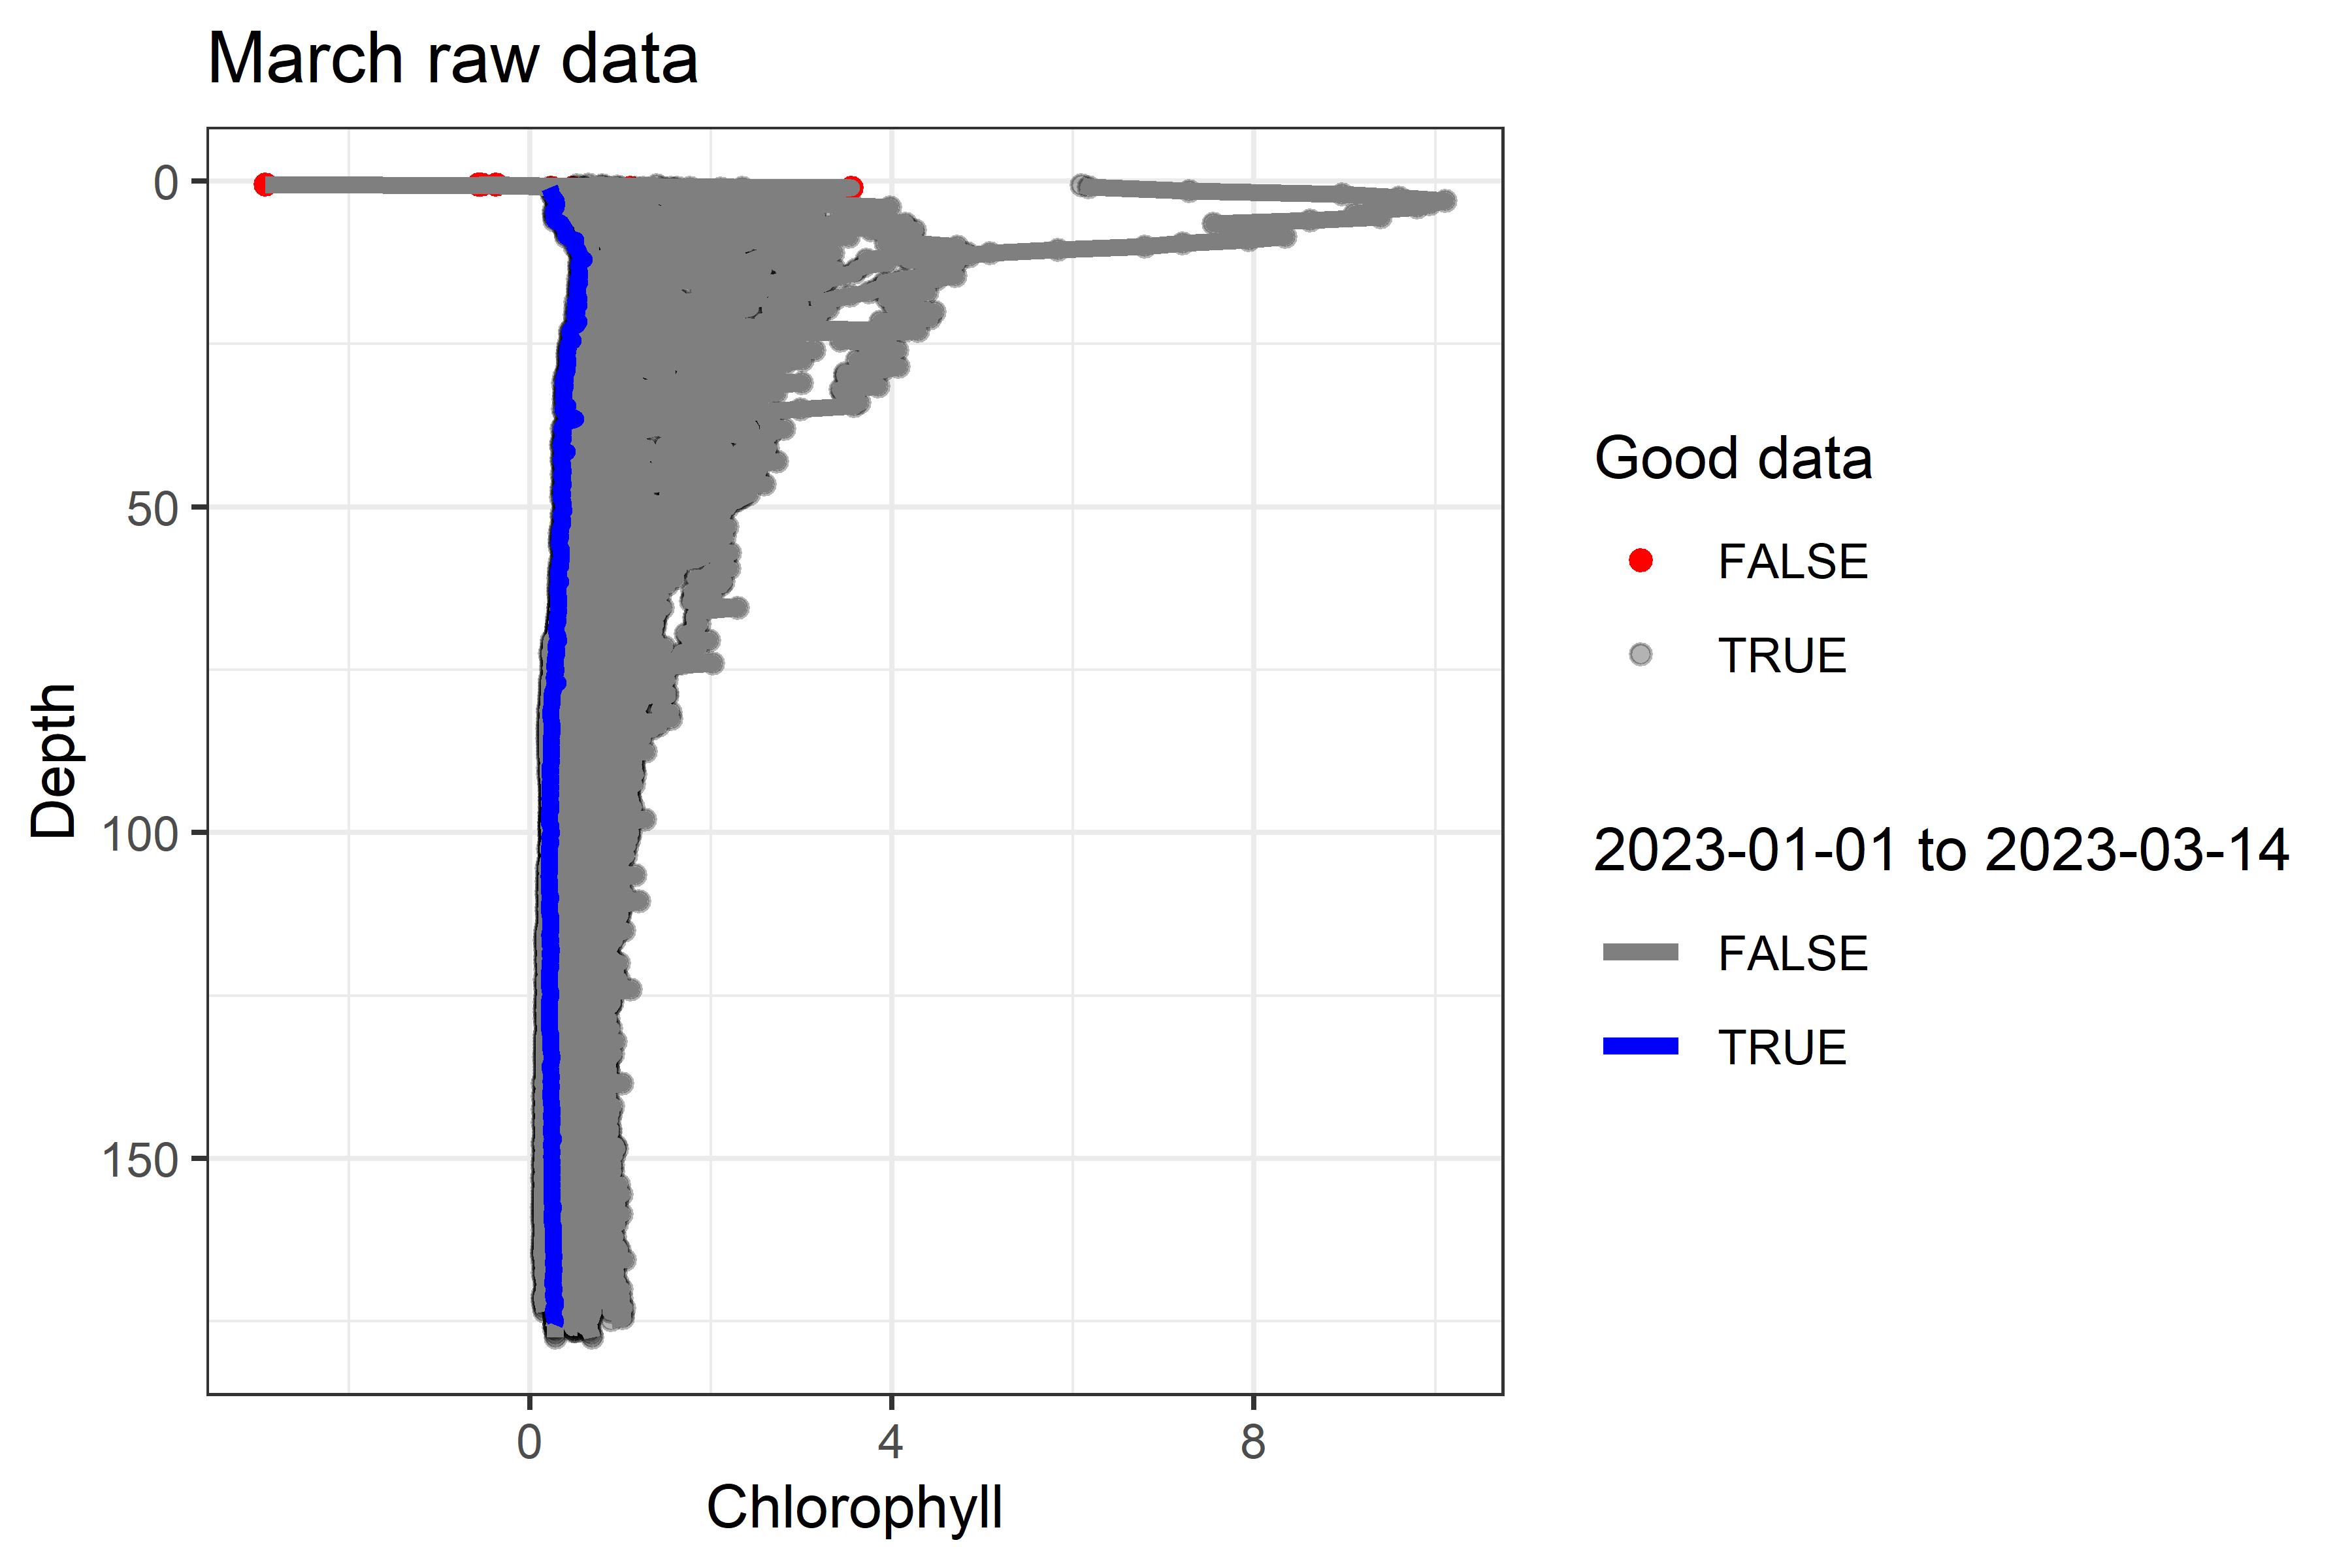 March raw data
0
50
100
150
Depth
0
4
8
Chlorophyll
Good data
FALSE
TRUE
2023-01-01 to 2023-03-14
FALSE
TRUE